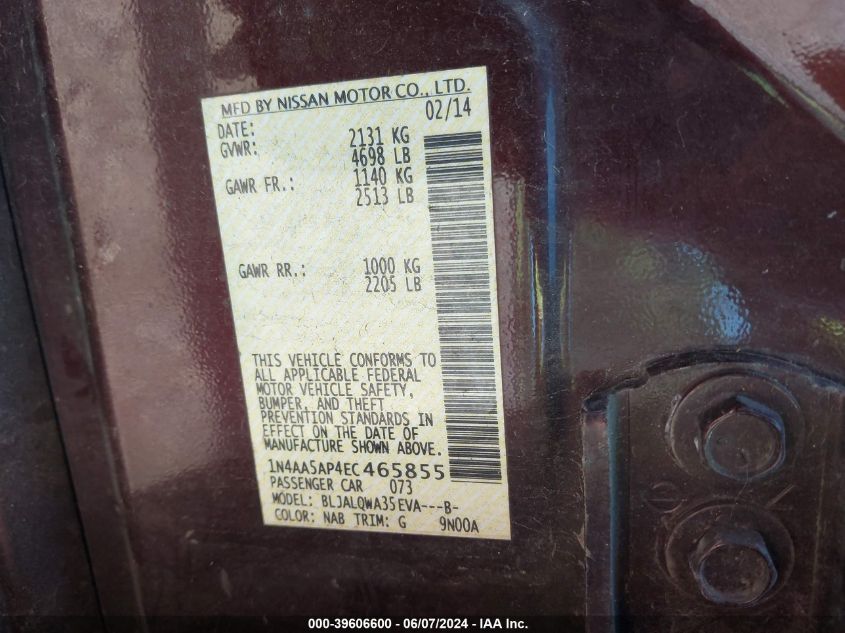 MFD BY NISSAN MOTOR CO., LTD.
DATE: 02/14
GVWR: 2131 KG
4698 LB
GAWR FR.: 1140 KG
2513 LB
GAWR RR.: 1000 KG
2205 LB
THIS VEHICLE CONFORMS TO
ALL APPLICABLE FEDERAL
MOTOR VEHICLE SAFETY,
BUMPER, AND THEFT
PREVENTION STANDARDS IN
EFFECT ON THE DATE OF
MANUFACTURE SHOWN ABOVE.
1N4AA5AP4EC465855
PASSENGER CAR 073
MODEL: BLJALQWA35EVA---B-
COLOR: NAB TRIM: G 9N00A
000-39606600 - 06/07/2024 - IAA Inc.